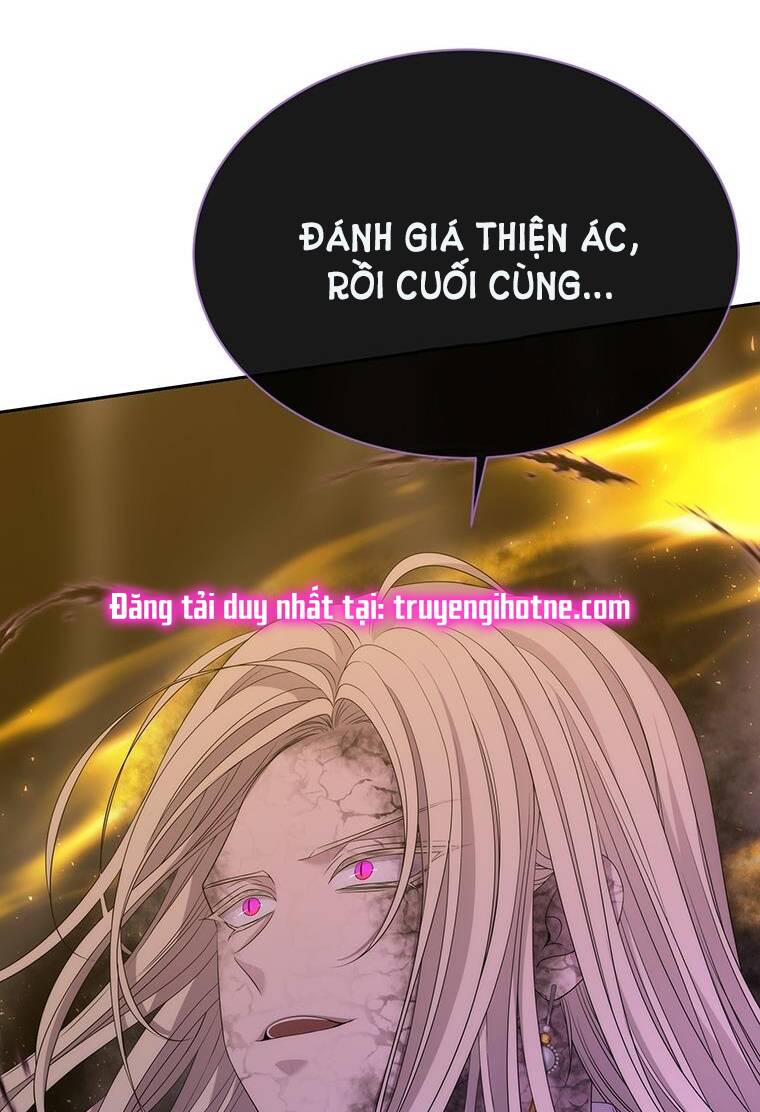 ĐÁNH GIÁ THIỆN ÁC,
RỒI CUỐI CÙNG...
Đăng tải duy nhất tại: truyengihotne.com